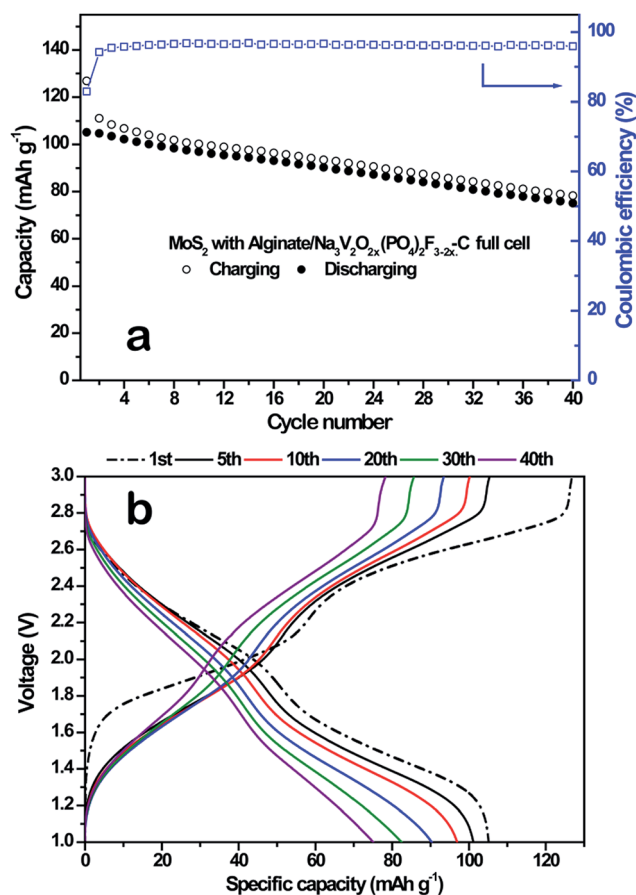 140
120
100
80
60
40
20
0
Capacity (mAh g⁻¹)
100
80
60
40
20
0
Coulombic efficiency (%)
MoS₂ with Alginate/Na₃V₂O₂ₓ(PO₄)₂F₃₋₂ₓ.-C full cell
Charging Discharging
a
4 8 12 16 20 24 28 32 36 40
Cycle number
1st 5th 10th 20th 30th 40th
b
3.0
2.8
2.6
2.4
2.2
2.0
1.8
1.6
1.4
1.2
1.0
Voltage (V)
0 20 40 60 80 100 120
Specific capacity (mAh g⁻¹)